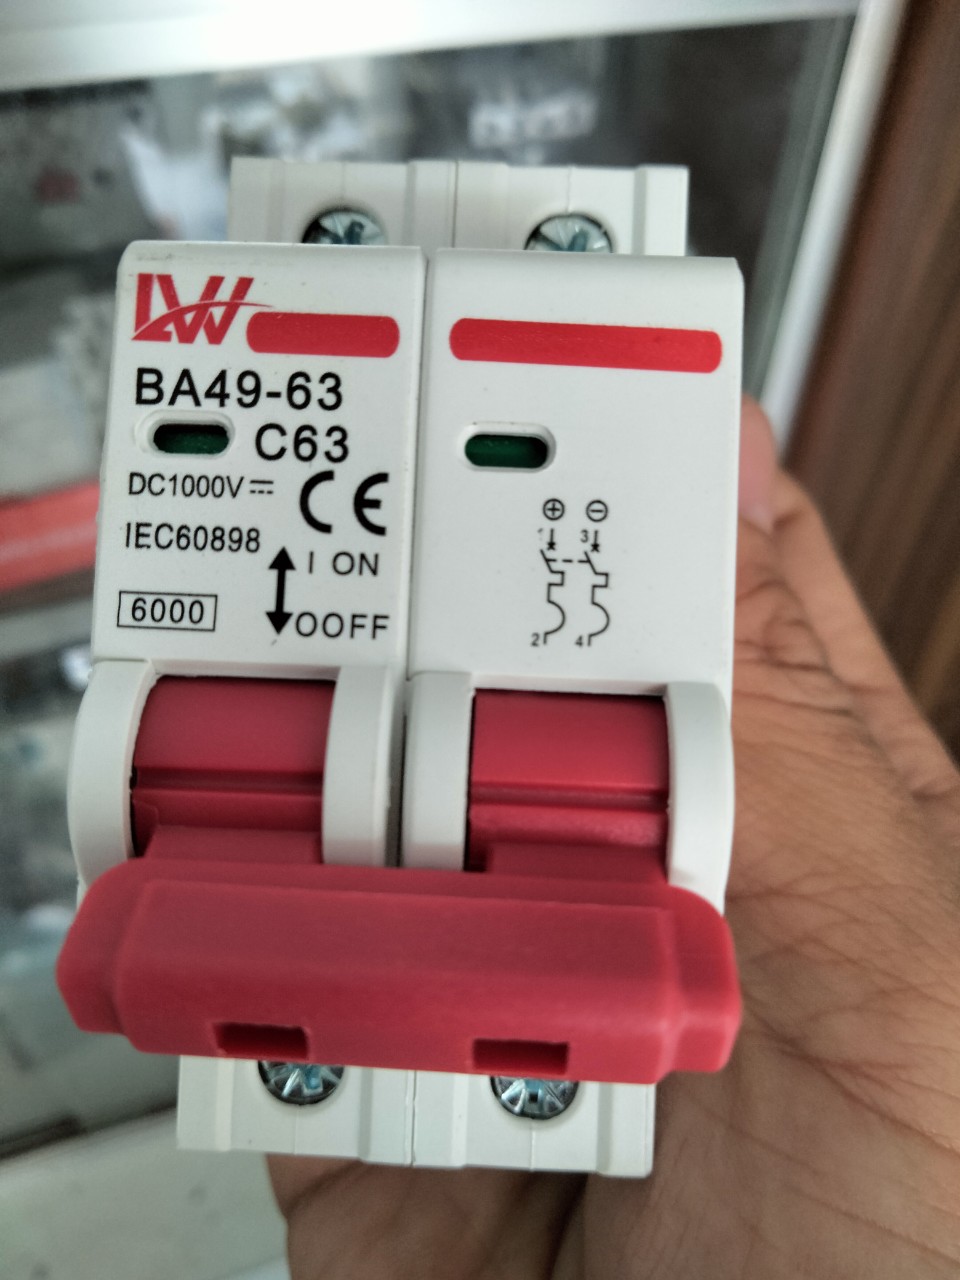 LW
BA49-63
C63
DC1000V⎓
CE
IEC60898
I ON
6000
OOFF
⊕ ⊖
1 3
2 4